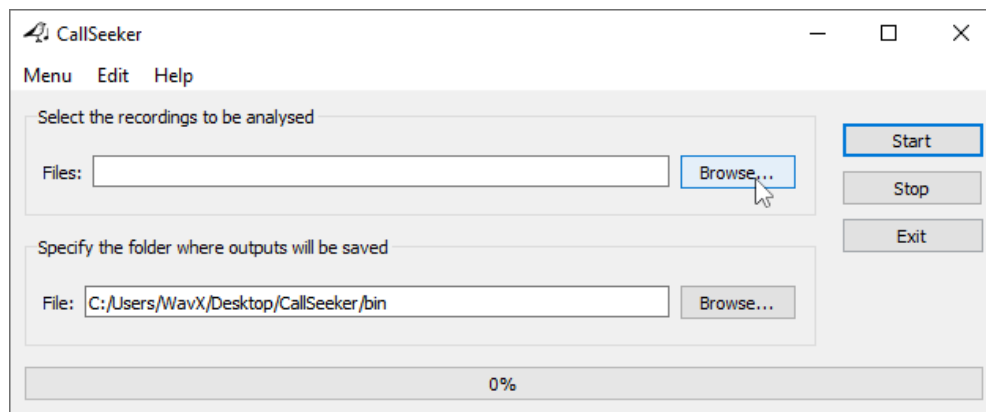 CallSeeker
Menu Edit Help
Select the recordings to be analysed
Files: Browse...
Start
Stop
Exit
Specify the folder where outputs will be saved
File: C:/Users/WavX/Desktop/CallSeeker/bin Browse...
0%